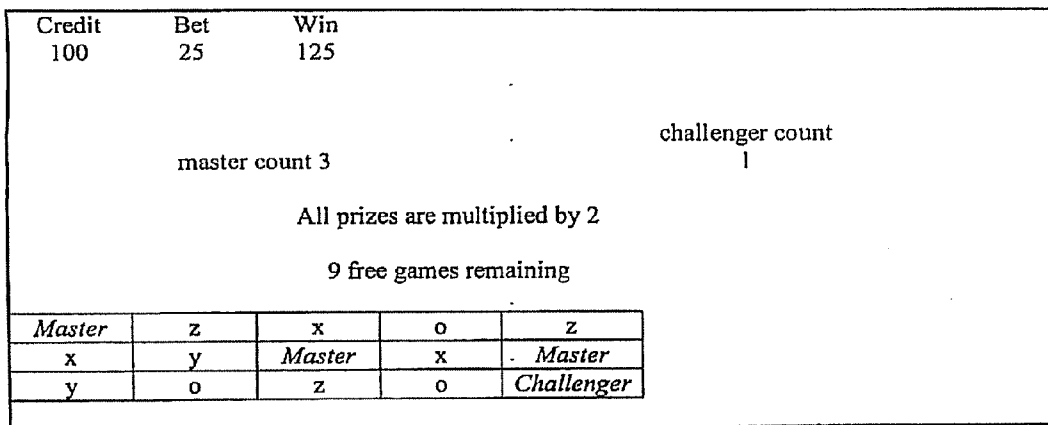 Credit Bet Win
100 25 125
challenger count
master count 3 1
All prizes are multiplied by 2
9 free games remaining
Master z x o z
x y Master x Master
y o z o Challenger